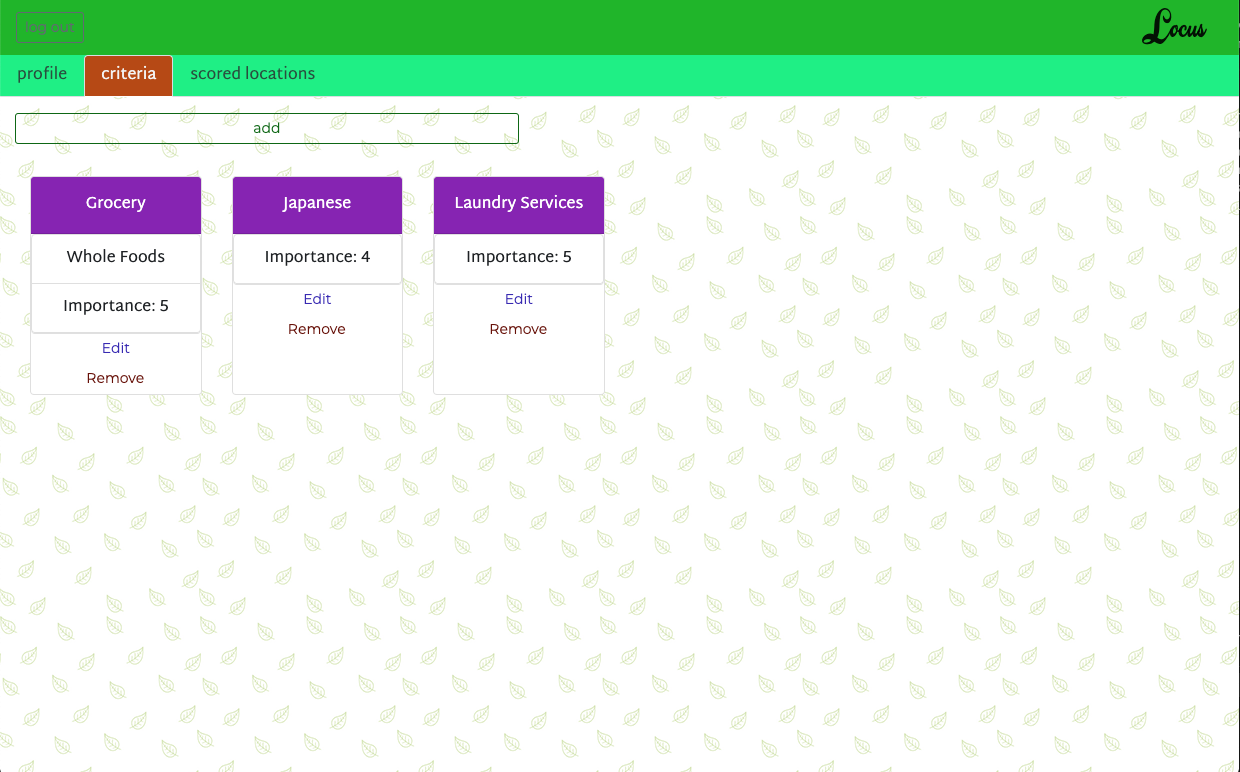 log out
Locus
profile
criteria
scored locations
add
Grocery
Whole Foods
Importance: 5
Edit
Remove
Japanese
Importance: 4
Edit
Remove
Laundry Services
Importance: 5
Edit
Remove